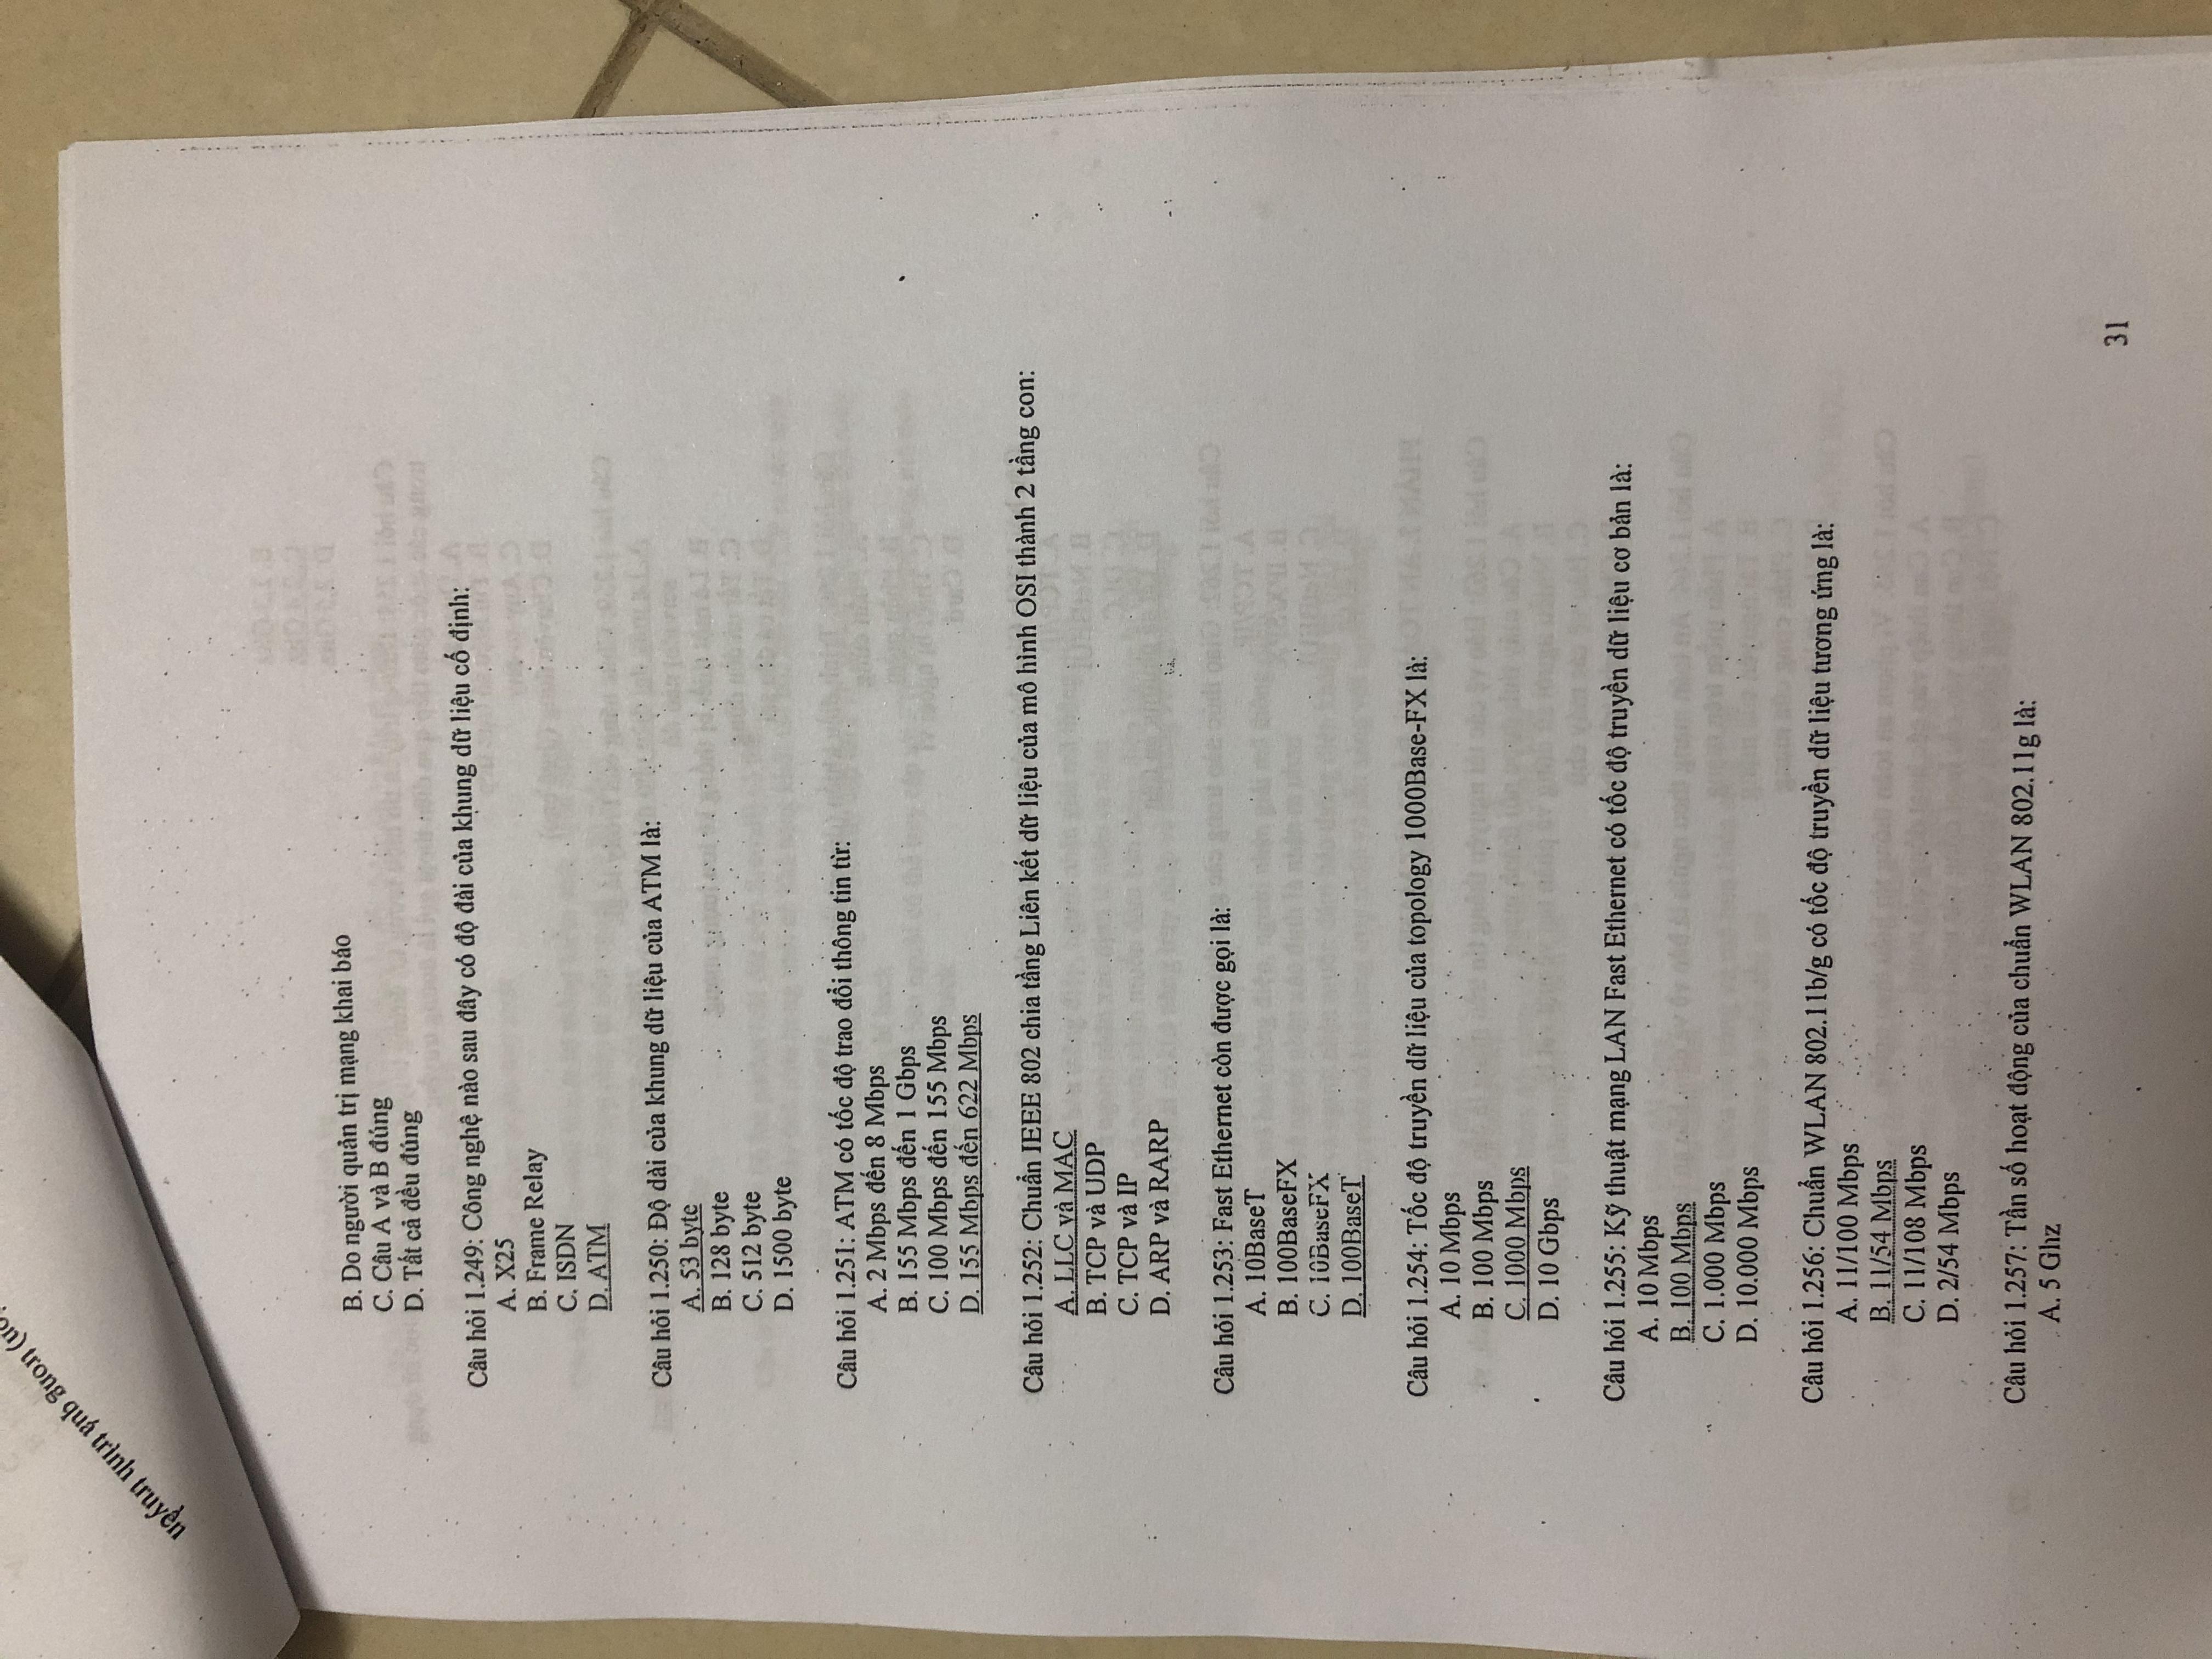 ơn) trong quá trình truyền
B. Do người quản trị mạng khai báo
C. Câu A và B đúng
D. Tất cả đều đúng
Câu hỏi 1.249: Công nghệ nào sau đây có độ đài của khung dữ liệu cố định:
A. X25
B. Frame Relay
C. ISDN
D. ATM
Câu hỏi 1.250: Độ dài của khung dữ liệu của ATM là:
A. 53 byte
B. 128 byte
C. 512 byte
D. 1500 byte
Câu hỏi 1.251: ATM có tốc độ trao đổi thông tin từ:
A. 2 Mbps đến 8 Mbps
B. 155 Mbps đến 1 Gbps
C. 100 Mbps đến 155 Mbps
D. 155 Mbps đến 622 Mbps
Câu hỏi 1.252: Chuẩn IEEE 802 chia tầng Liên kết dữ liệu của mô hình OSI thành 2 tầng con:
A. LLC và MAC
B. TCP và UDP
C. TCP và IP
D. ARP và RARP
Câu hỏi 1.253: Fast Ethernet còn được gọi là:
A. 10BaseT
B. 100BaseFX
C. 10BaseFX
D. 100BaseT
Câu hỏi 1.254: Tốc độ truyền dữ liệu của topology 1000Base-FX là:
A. 10 Mbps
B. 100 Mbps
C. 1000 Mbps
D. 10 Gbps
Câu hỏi 1.255: Kỹ thuật mạng LAN Fast Ethernet có tốc độ truyền dữ liệu cơ bản là:
A. 10 Mbps
B. 100 Mbps
C. 1.000 Mbps
D. 10.000 Mbps
Câu hỏi 1.256: Chuẩn WLAN 802.11b/g có tốc độ truyền dữ liệu tương ứng là:
A. 11/100 Mbps
B. 11/54 Mbps
C. 11/108 Mbps
D. 2/54 Mbps
Câu hỏi 1.257: Tần số hoạt động của chuẩn WLAN 802.11g là:
A. 5 Ghz
31